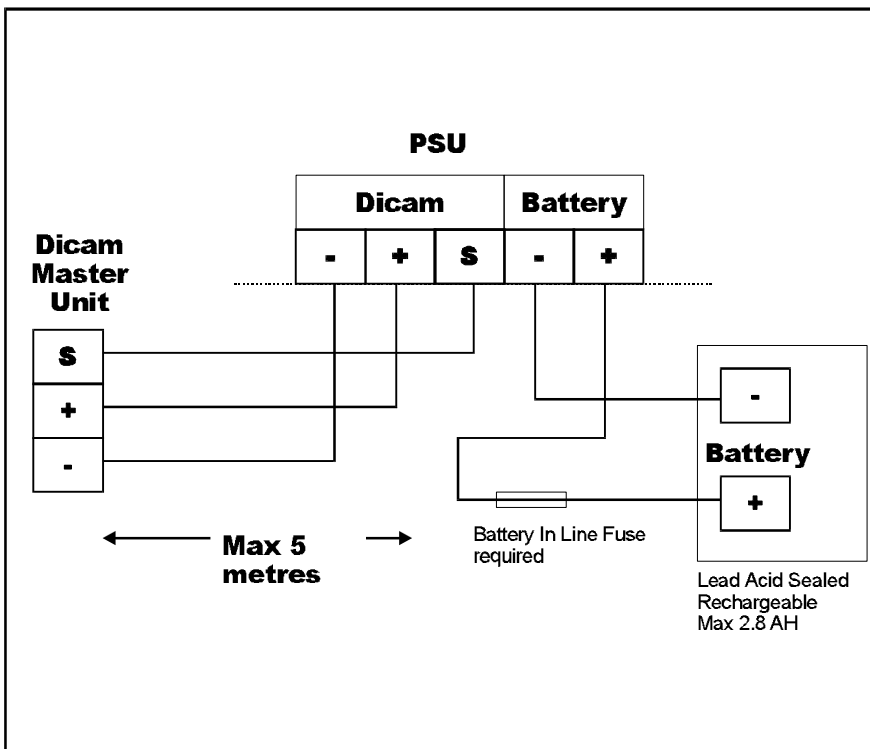 PSU
Dicam Battery
- + S - +
Dicam
Master
Unit
S
+
-
-
Battery
+
Max 5
metres
Battery In Line Fuse
required
Lead Acid Sealed
Rechargeable
Max 2.8 AH